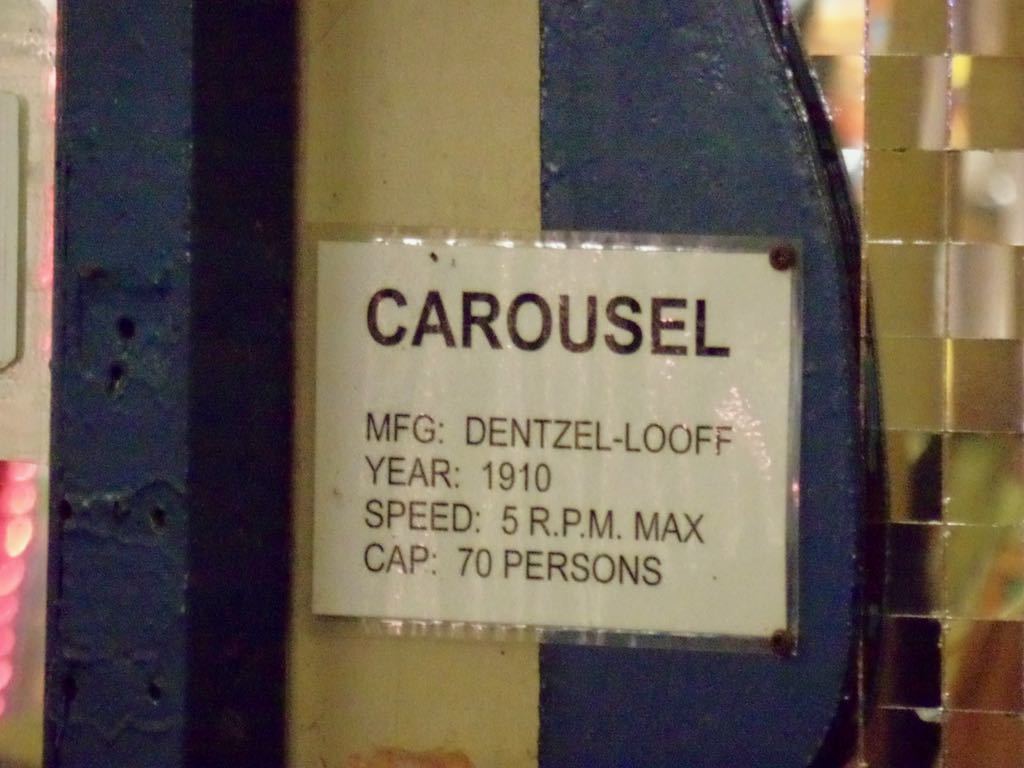 CAROUSEL
MFG: DENTZEL-LOOFF
YEAR: 1910
SPEED: 5 R.P.M. MAX
CAP: 70 PERSONS